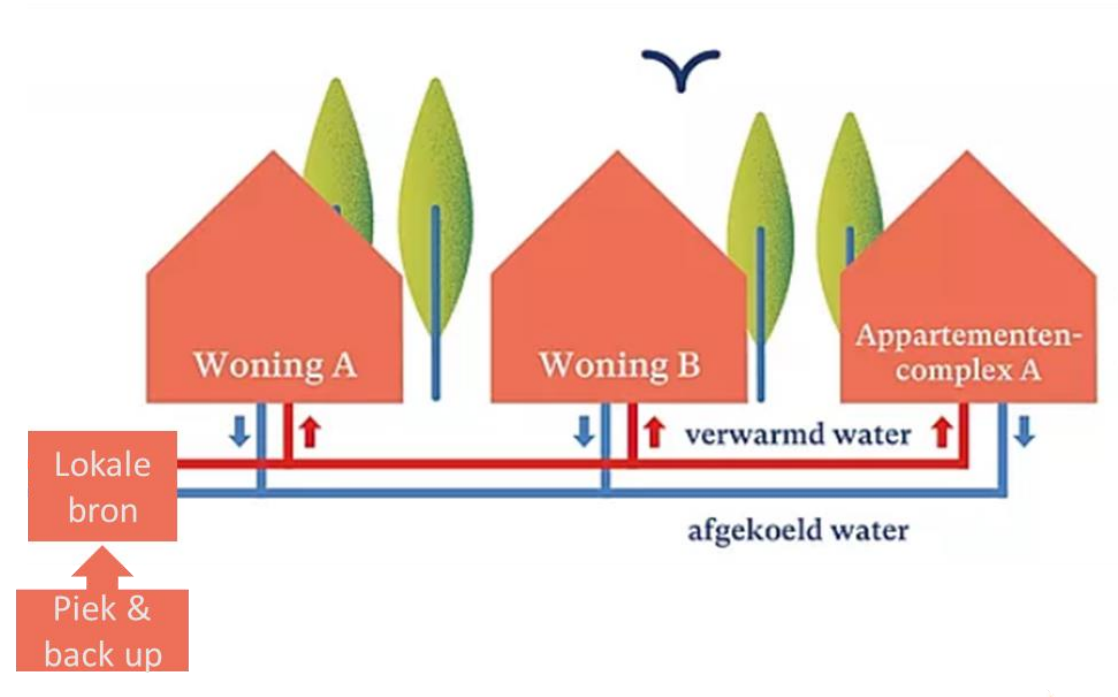 Woning A
Woning B
Appartementen-
complex A
verwarmd water
Lokale
bron
afgekoeld water
Piek &
back up